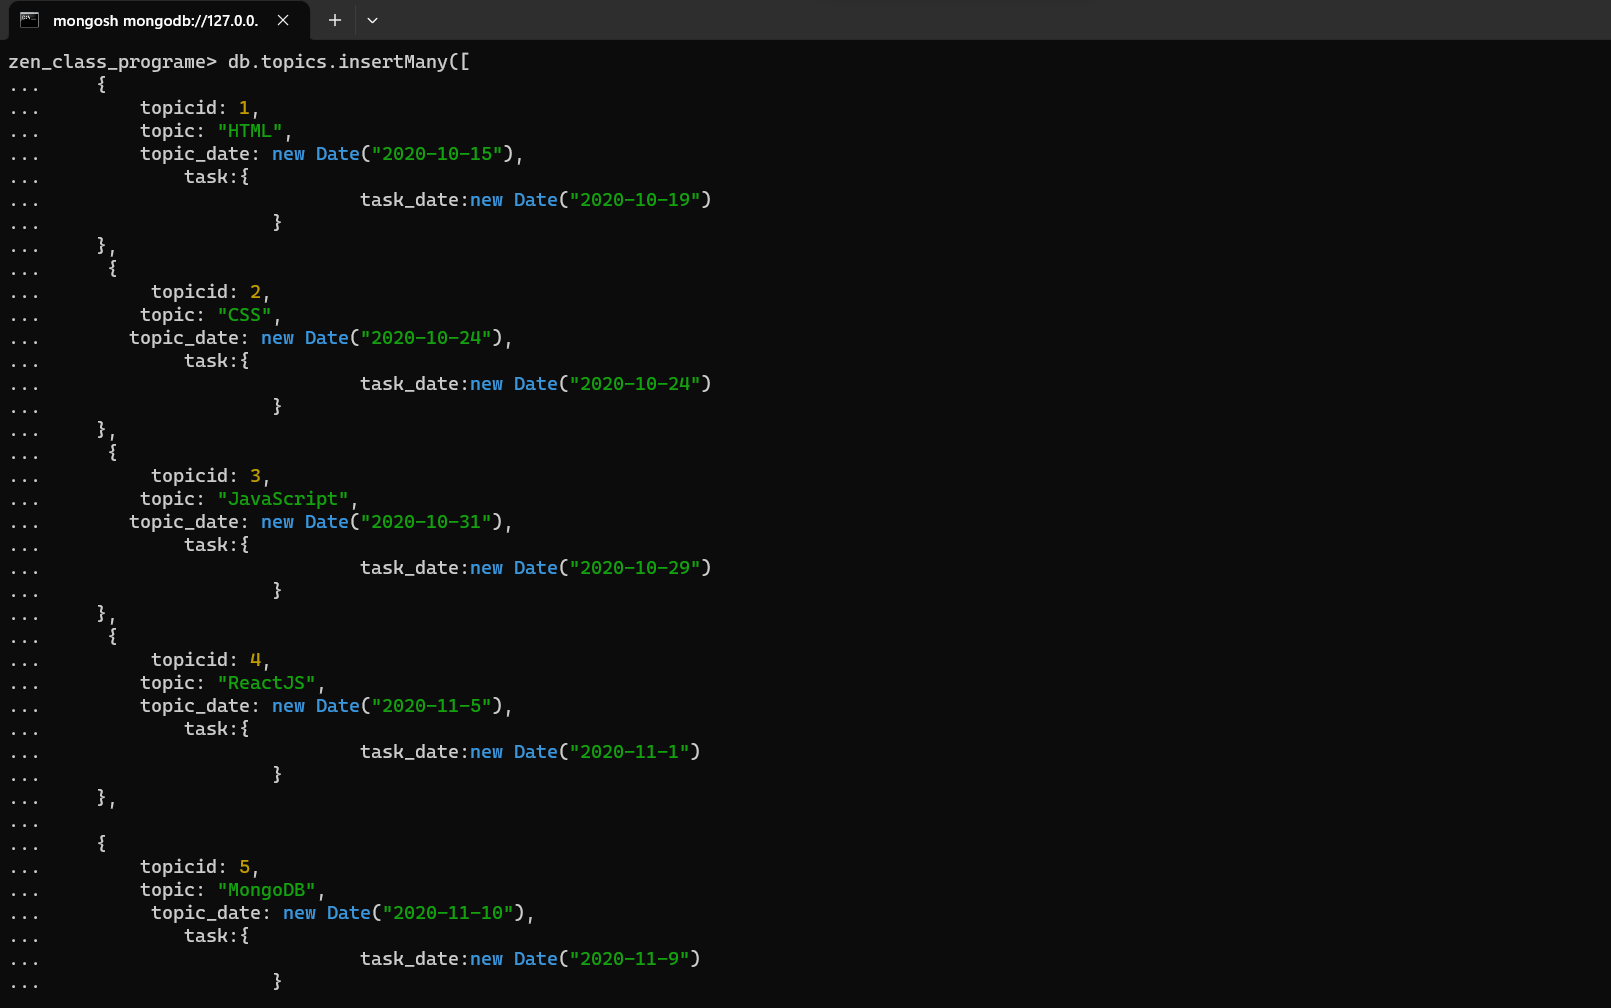 mongosh mongodb://127.0.0.
zen_class_programe> db.topics.insertMany([
...     {
...         topicid: 1,
...         topic: "HTML",
...         topic_date: new Date("2020-10-15"),
...             task:{
...                             task_date:new Date("2020-10-19")
...                     }
...     },
...      {
...          topicid: 2,
...         topic: "CSS",
...        topic_date: new Date("2020-10-24"),
...             task:{
...                             task_date:new Date("2020-10-24")
...                     }
...     },
...      {
...          topicid: 3,
...         topic: "JavaScript",
...        topic_date: new Date("2020-10-31"),
...             task:{
...                             task_date:new Date("2020-10-29")
...                     }
...     },
...      {
...          topicid: 4,
...         topic: "ReactJS",
...         topic_date: new Date("2020-11-5"),
...             task:{
...                             task_date:new Date("2020-11-1")
...                     }
...     },
...
...     {
...         topicid: 5,
...         topic: "MongoDB",
...          topic_date: new Date("2020-11-10"),
...             task:{
...                             task_date:new Date("2020-11-9")
...                     }